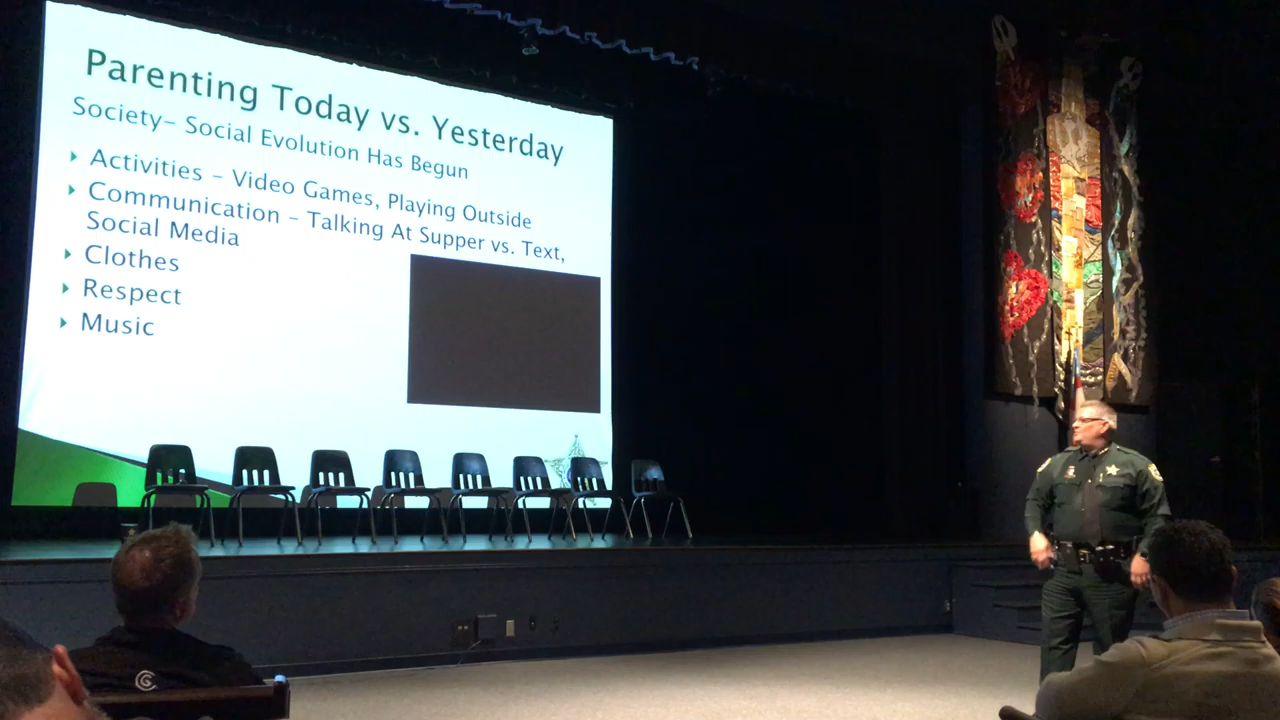 Parenting Today vs. Yesterday
Society- Social Evolution Has Begun
Activities - Video Games, Playing Outside
Communication - Talking At Supper vs. Text,
Social Media
Clothes
Respect
Music